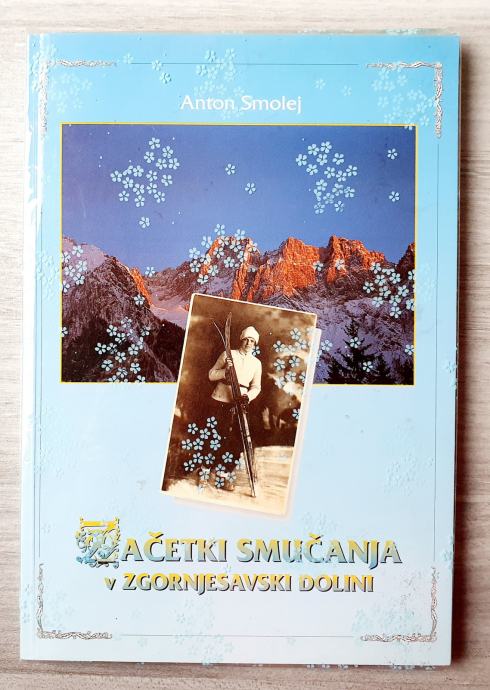 Anton Smolej
ZAČETKI SMUČANJA
v ZGORNJESAVSKI DOLINI